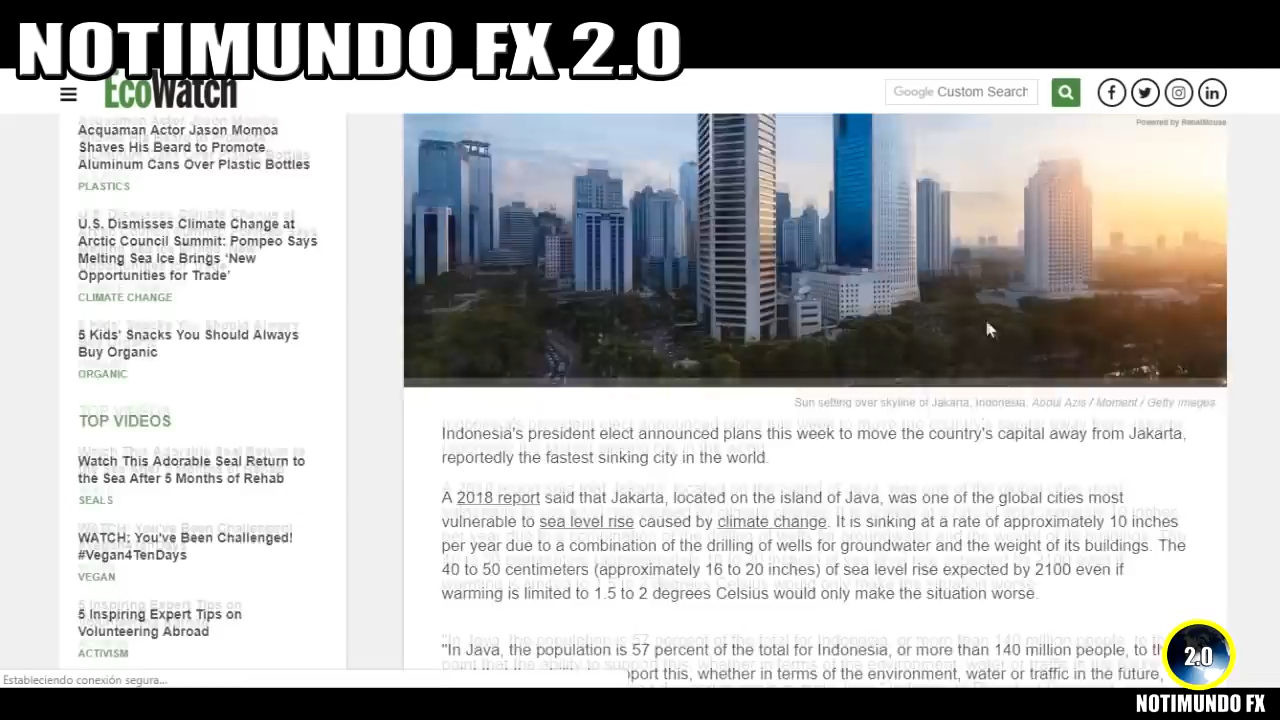 NOTIMUNDO FX 2.0
EcoWatch
Google Custom Search
Powered by RebelMouse
Acquaman Actor Jason Momoa
Shaves His Beard to Promote
Aluminum Cans Over Plastic Bottles
PLASTICS
U.S. Dismisses Climate Change at
Arctic Council Summit: Pompeo Says
Melting Sea Ice Brings ‘New
Opportunities for Trade’
CLIMATE CHANGE
5 Kids' Snacks You Should Always
Buy Organic
ORGANIC
TOP VIDEOS
Watch This Adorable Seal Return to
the Sea After 5 Months of Rehab
SEALS
WATCH: You've Been Challenged!
#Vegan4TenDays
VEGAN
5 Inspiring Expert Tips on
Volunteering Abroad
ACTIVISM
Sun setting over skyline of Jakarta, Indonesia. Abdul Azis / Moment / Getty Images
Indonesia's president elect announced plans this week to move the country's capital away from Jakarta,
reportedly the fastest sinking city in the world.
A 2018 report said that Jakarta, located on the island of Java, was one of the global cities most
vulnerable to sea level rise caused by climate change. It is sinking at a rate of approximately 10 inches
per year due to a combination of the drilling of wells for groundwater and the weight of its buildings. The
40 to 50 centimeters (approximately 16 to 20 inches) of sea level rise expected by 2100 even if
warming is limited to 1.5 to 2 degrees Celsius would only make the situation worse.
"In Java, the population is 57 percent of the total for Indonesia, or more than 140 million people, to
port this, whether in terms of the environment, water or traffic in the future,
Estableciendo conexión segura...
2.0
NOTIMUNDO FX